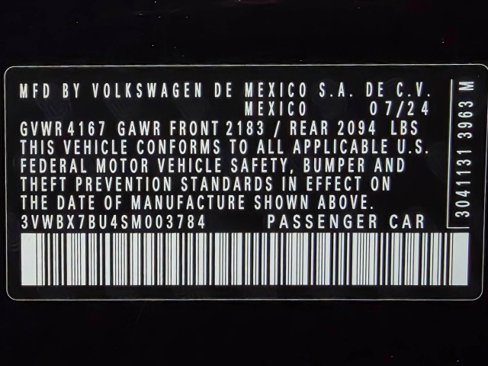 MFD BY VOLKSWAGEN DE MEXICO S.A. DE C.V.
MEXICO 07/24
GVWR 4167 GAWR FRONT 2183 / REAR 2094 LBS
THIS VEHICLE CONFORMS TO ALL APPLICABLE U.S.
FEDERAL MOTOR VEHICLE SAFETY, BUMPER AND
THEFT PREVENTION STANDARDS IN EFFECT ON
THE DATE OF MANUFACTURE SHOWN ABOVE.
3VWBX7BU4SM003784 PASSENGER CAR
3041131 3963 M